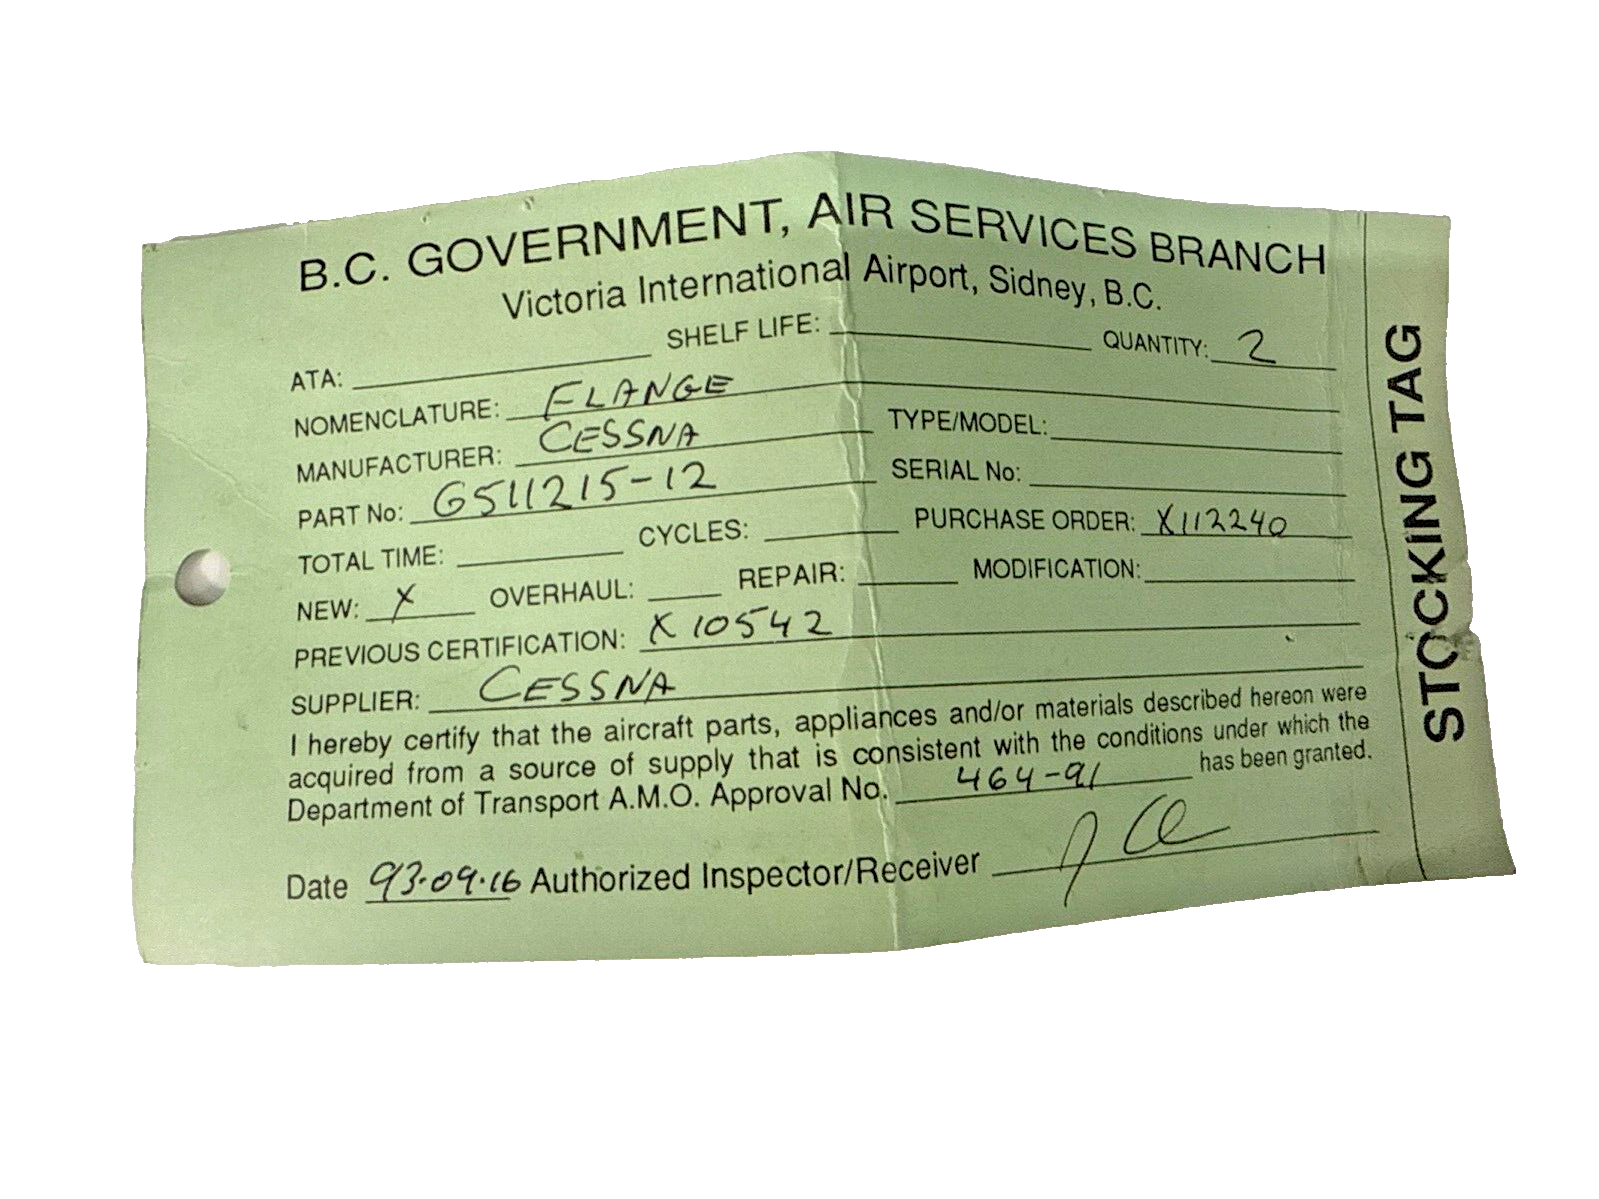 B.C. GOVERNMENT, AIR SERVICES BRANCH
Victoria International Airport, Sidney, B.C.
ATA: SHELF LIFE: QUANTITY: 2
NOMENCLATURE: FLANGE
MANUFACTURER: CESSNA TYPE/MODEL:
PART No: G511215-12 SERIAL No:
TOTAL TIME: CYCLES: PURCHASE ORDER: X112240
NEW: X OVERHAUL: REPAIR: MODIFICATION:
PREVIOUS CERTIFICATION: X 10542
SUPPLIER: CESSNA
I hereby certify that the aircraft parts, appliances and/or materials described hereon were
acquired from a source of supply that is consistent with the conditions under which the
Department of Transport A.M.O. Approval No. 464-91 has been granted.
Date 93.09.16 Authorized Inspector/Receiver
STOCKING TAG